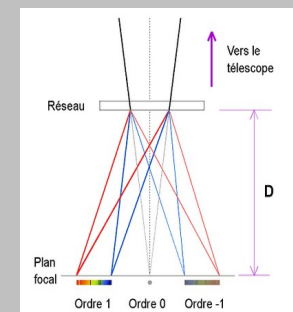 Vers le
télescope
Réseau
D
Plan
focal
Ordre 1 Ordre 0 Ordre -1